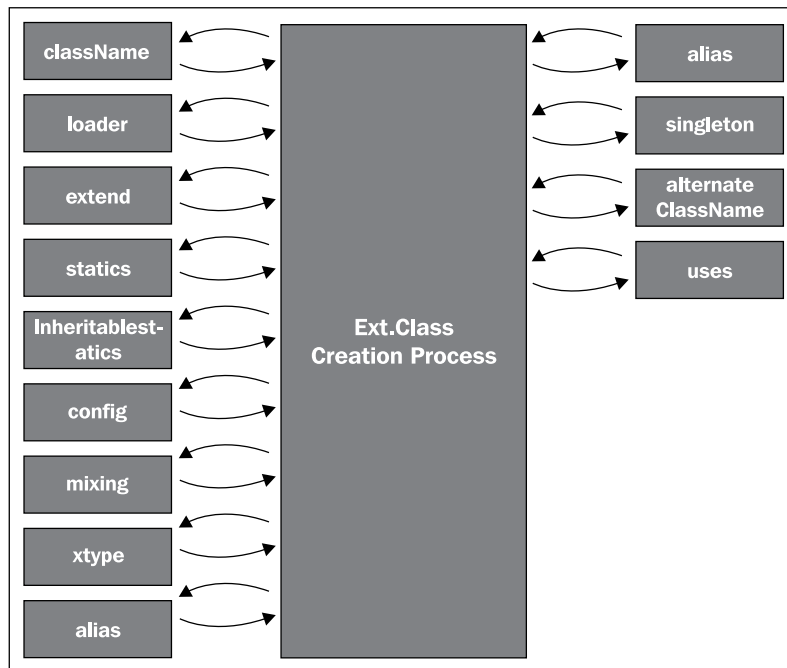 className
loader
extend
statics
Inheritablest-
atics
config
mixing
xtype
alias
Ext.Class
Creation Process
alias
singleton
alternate
ClassName
uses